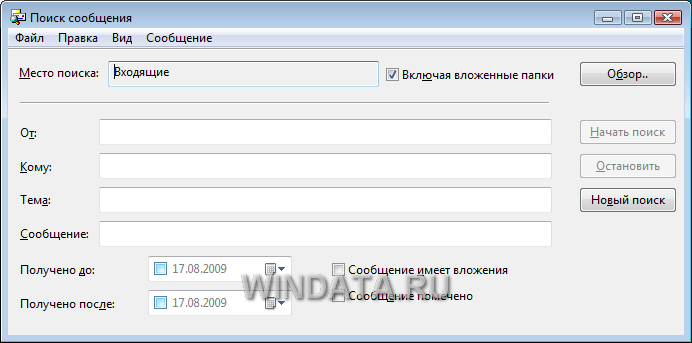 Поиск сообщения
Файл Правка Вид Сообщение
Место поиска: Входящие Включая вложенные папки Обзор..
От: Начать поиск
Кому: Остановить
Тема: Новый поиск
Сообщение:
Получено до: 17.08.2009 Сообщение имеет вложения
WINDATA.RU
Получено после: 17.08.2009 Сообщение помечено